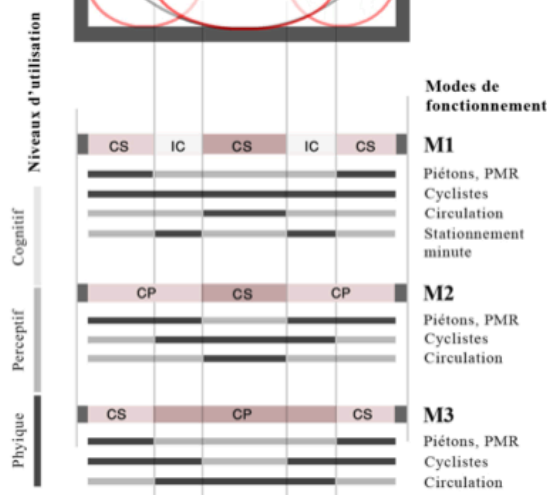 Niveaux d'utilisation
Modes de
fonctionnement
CS IC CS IC CS M1
Piétons, PMR
Cyclistes
Circulation
Stationnement
minute
Cognitif
CP CS CP M2
Piétons, PMR
Cyclistes
Circulation
Perceptif
CS CP CS M3
Piétons, PMR
Cyclistes
Circulation
Phyique